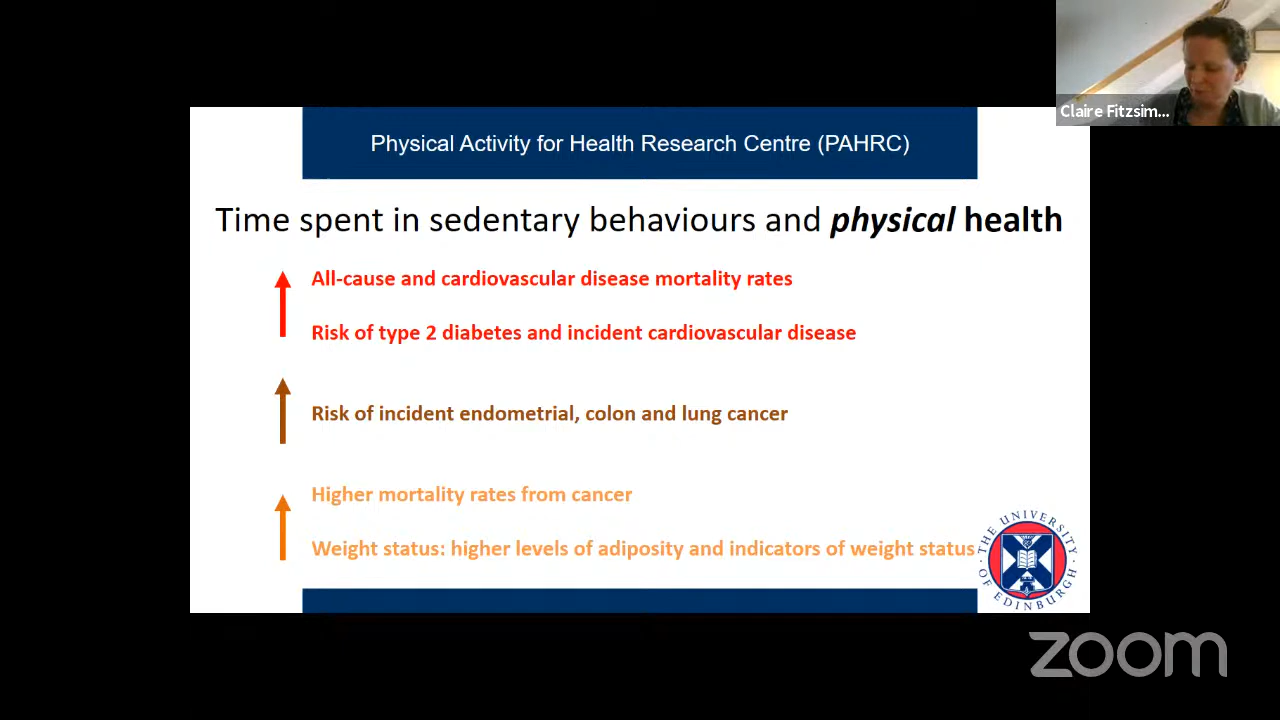 Claire Fitzsim...
Physical Activity for Health Research Centre (PAHRC)
Time spent in sedentary behaviours and physical health
All-cause and cardiovascular disease mortality rates
Risk of type 2 diabetes and incident cardiovascular disease
Risk of incident endometrial, colon and lung cancer
Higher mortality rates from cancer
Weight status: higher levels of adiposity and indicators of weight status
THE UNIVERSITY
OF EDINBURGH
zoom